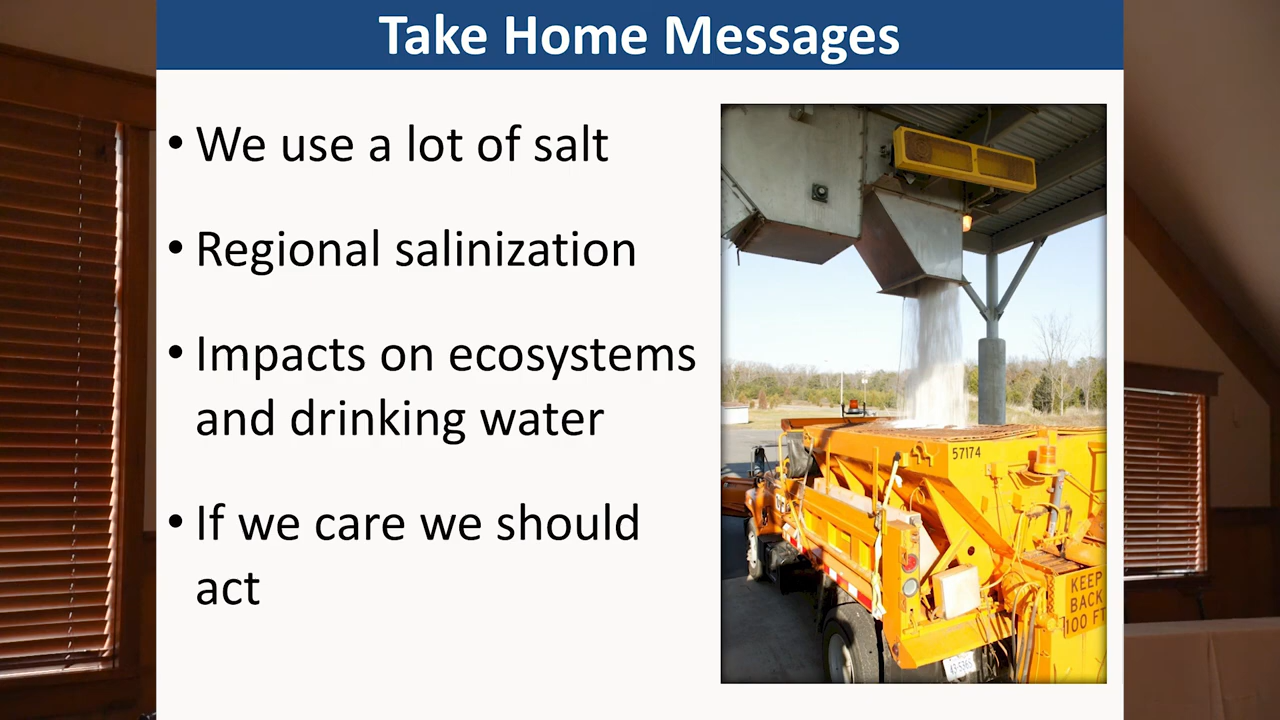 Take Home Messages
• We use a lot of salt
• Regional salinization
• Impacts on ecosystems
and drinking water
• If we care we should
act
57174
KEEP
BACK
100 FT